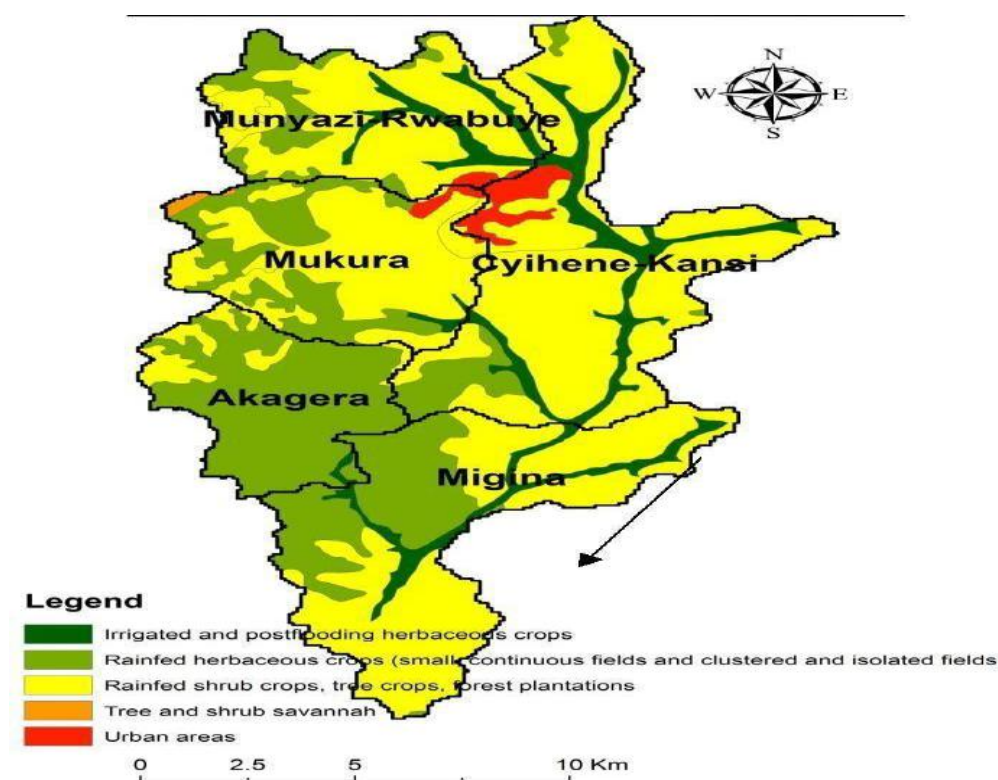 N
W E
S
Munyazi-Rwabuye
Mukura
Cyihene-Kansi
Akagera
Migina
Legend
Irrigated and postflooding herbaceous crops
Rainfed herbaceous crops (small continuous fields and clustered and isolated fields
Rainfed shrub crops, tree crops, forest plantations
Tree and shrub savannah
Urban areas
0 2.5 5 10 Km